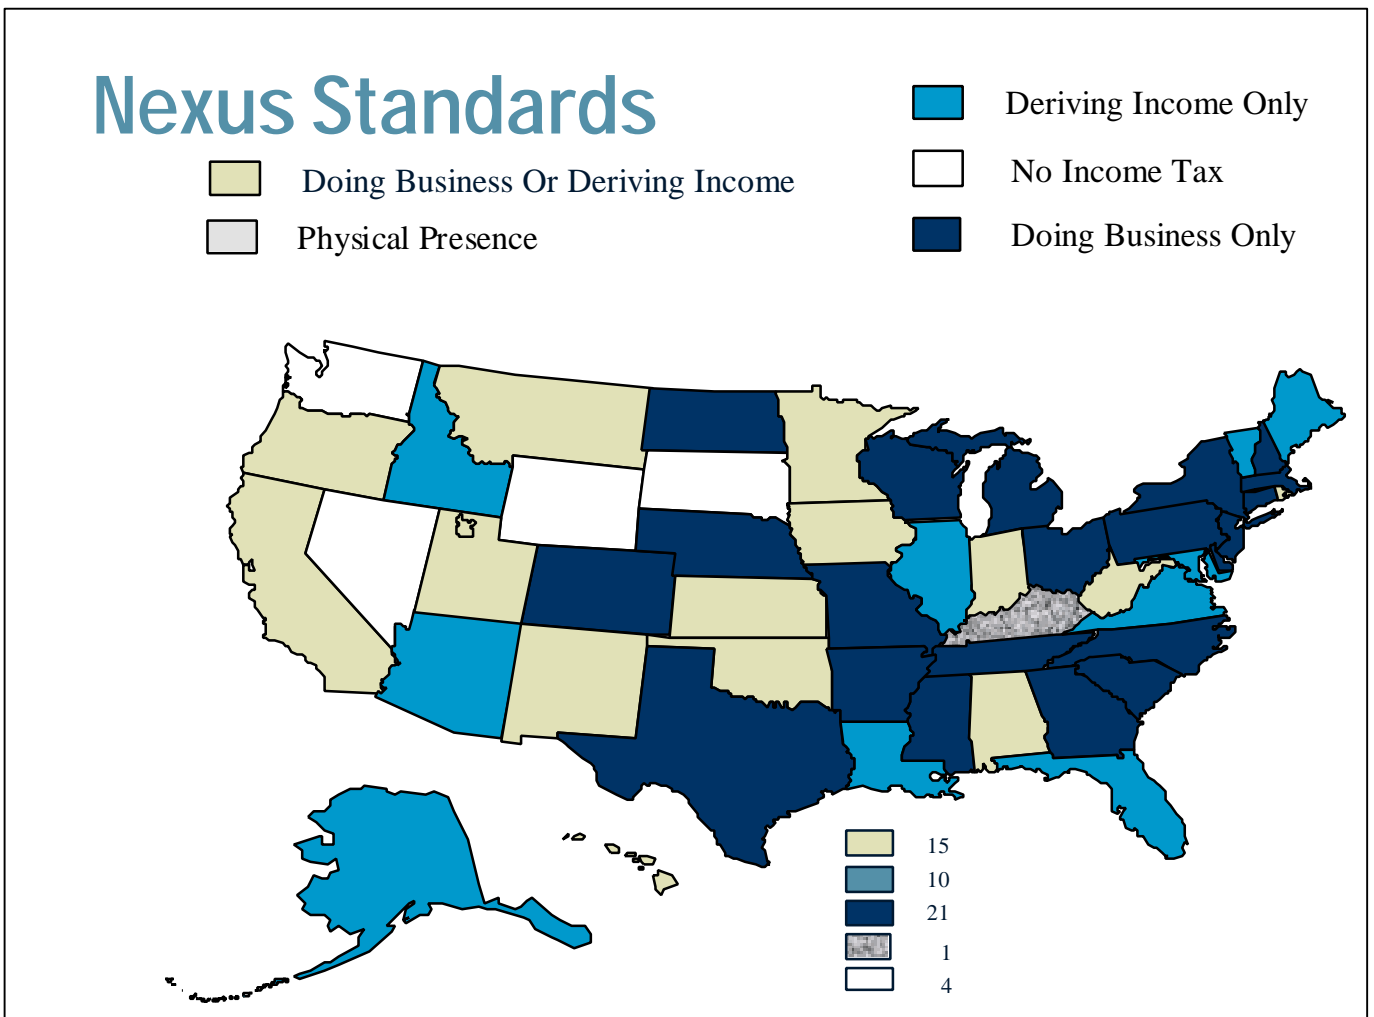 Nexus Standards
Deriving Income Only
No Income Tax
Doing Business Or Deriving Income
Physical Presence
Doing Business Only
15
10
21
1
4